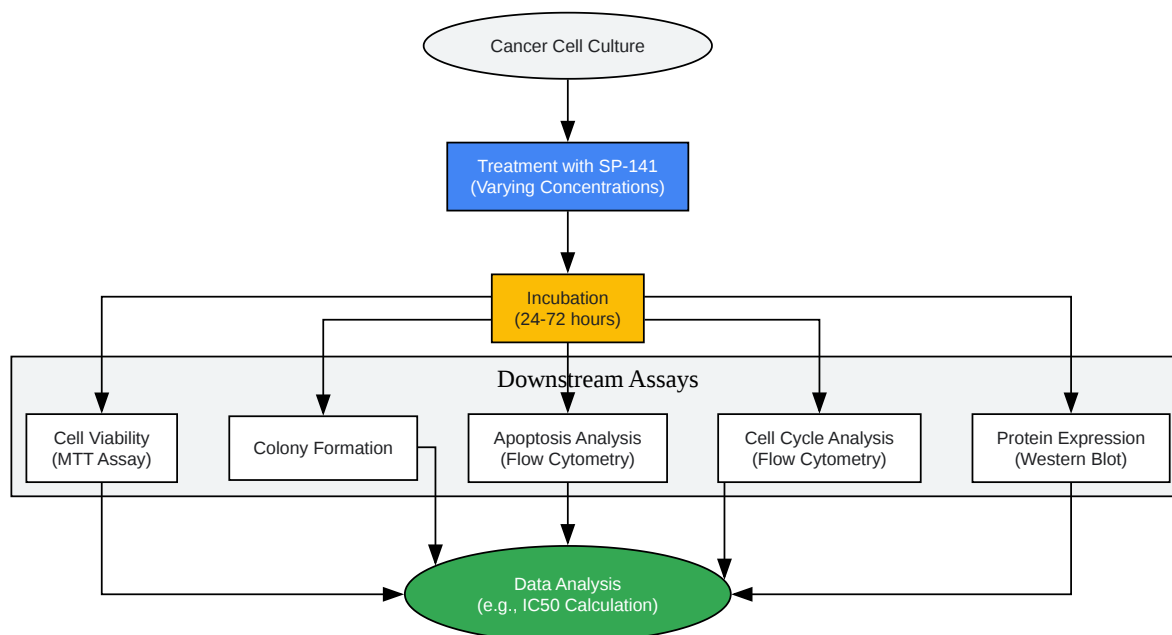 Cancer Cell Culture
Treatment with SP-141
(Varying Concentrations)
Incubation
(24-72 hours)
Downstream Assays
Cell Viability
(MTT Assay)
Colony Formation
Apoptosis Analysis
(Flow Cytometry)
Cell Cycle Analysis
(Flow Cytometry)
Protein Expression
(Western Blot)
Data Analysis
(e.g., IC50 Calculation)